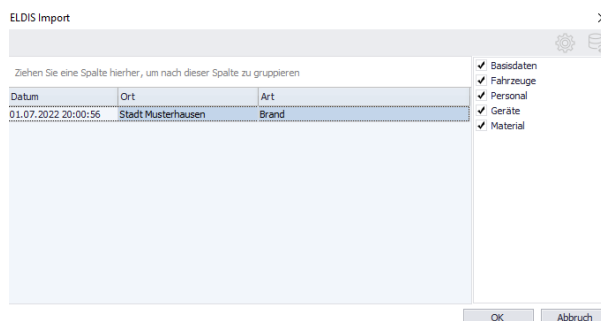 ELDIS Import
Ziehen Sie eine Spalte hierher, um nach dieser Spalte zu gruppieren
Datum Ort Art
01.07.2022 20:00:56 Stadt Musterhausen Brand
Basisdaten
Fahrzeuge
Personal
Geräte
Material
OK Abbruch